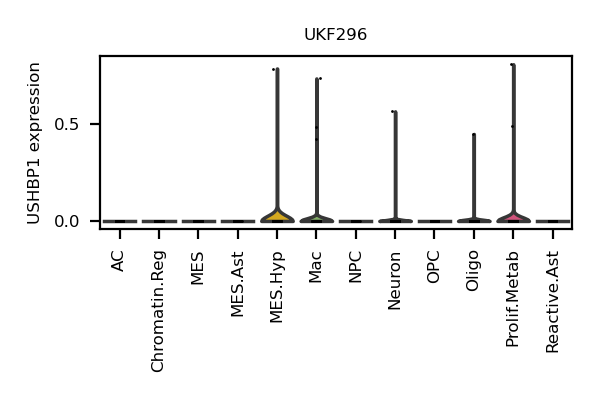 UKF296
USHBP1 expression
0.5
0.0
AC
Chromatin.Reg
MES
MES.Ast
MES.Hyp
Mac
NPC
Neuron
OPC
Oligo
Prolif.Metab
Reactive.Ast